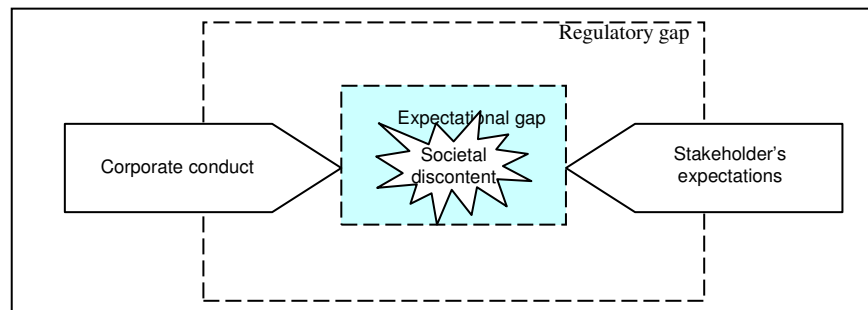 Regulatory gap
Expectational gap
Corporate conduct
Societal
discontent
Stakeholder's
expectations